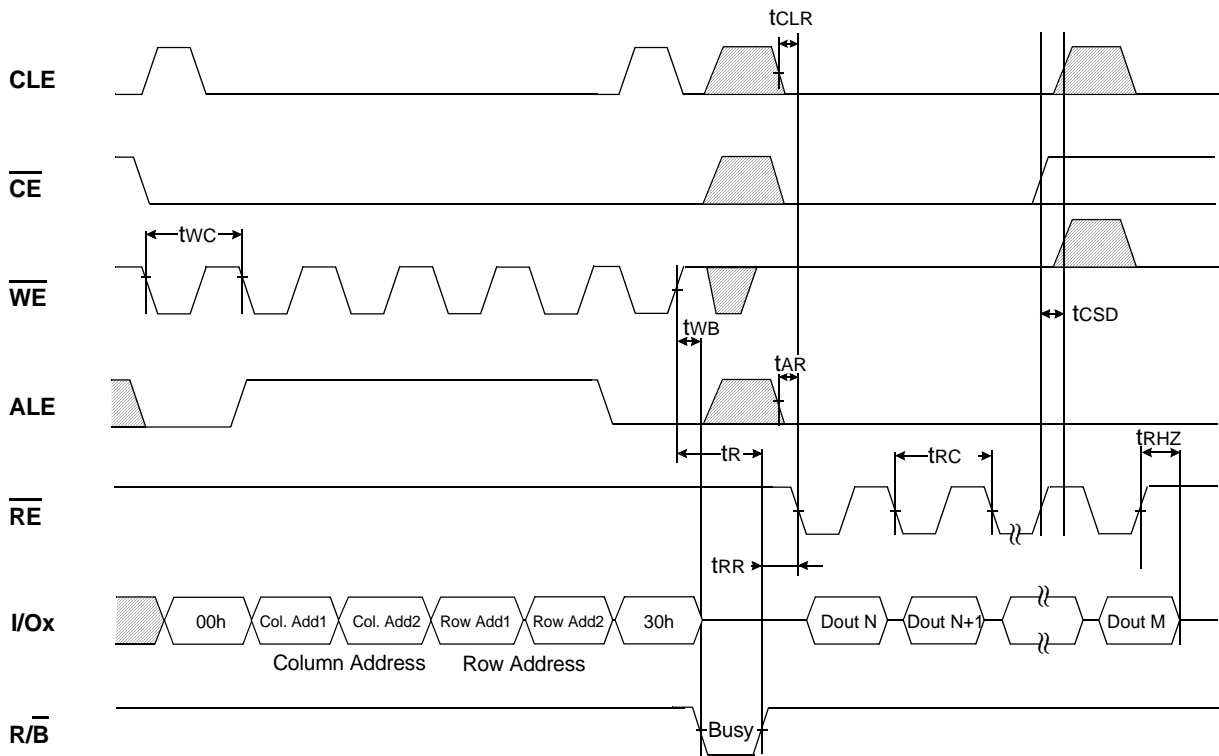 tCLR
CLE
CE
tWC
WE
tWB
tCSD
tAR
ALE
tR
tRC
tRHZ
RE
tRR
I/Ox
00h
Col. Add1
Col. Add2
Row Add1
Row Add2
30h
Dout N
Dout N+1
Dout M
Column Address
Row Address
R/B
Busy